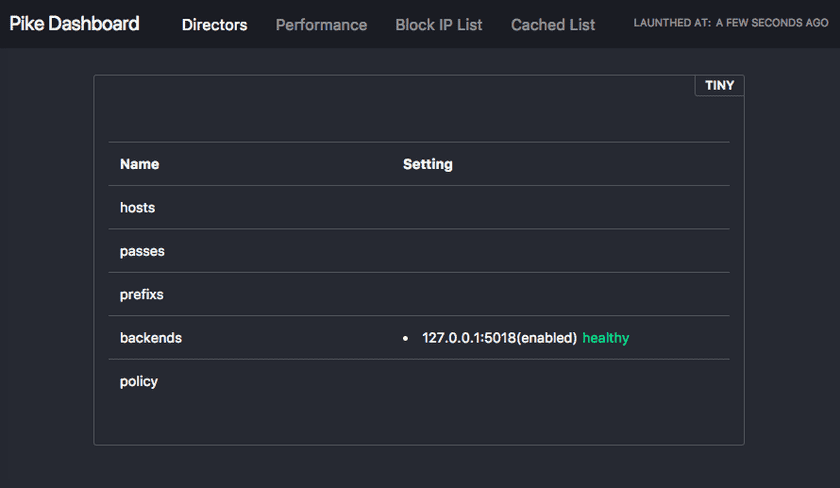 Pike Dashboard Directors Performance Block IP List Cached List LAUNTHED AT: A FEW SECONDS AGO
TINY
Name Setting
hosts
passes
prefixs
backends • 127.0.0.1:5018(enabled) healthy
policy